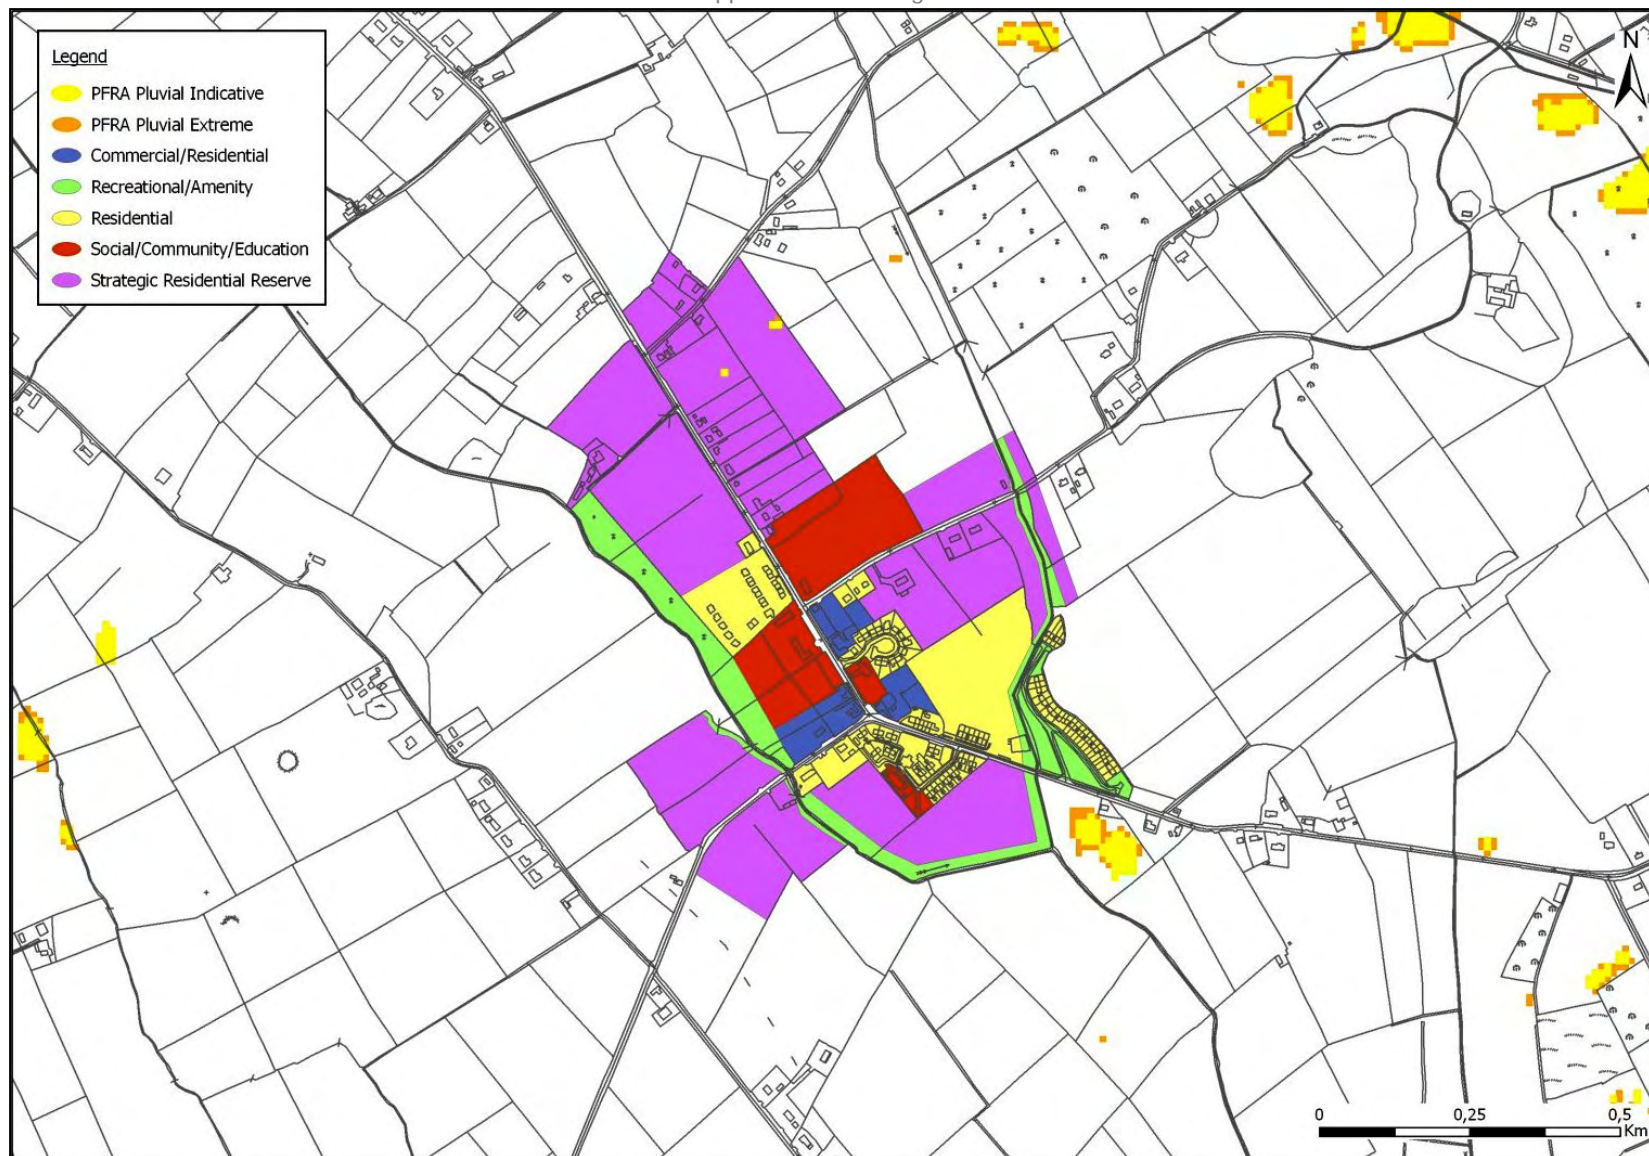 Legend
PFRA Pluvial Indicative
PFRA Pluvial Extreme
Commercial/Residential
Recreational/Amenity
Residential
Social/Community/Education
Strategic Residential Reserve
N
0 0,25 0,5
Km